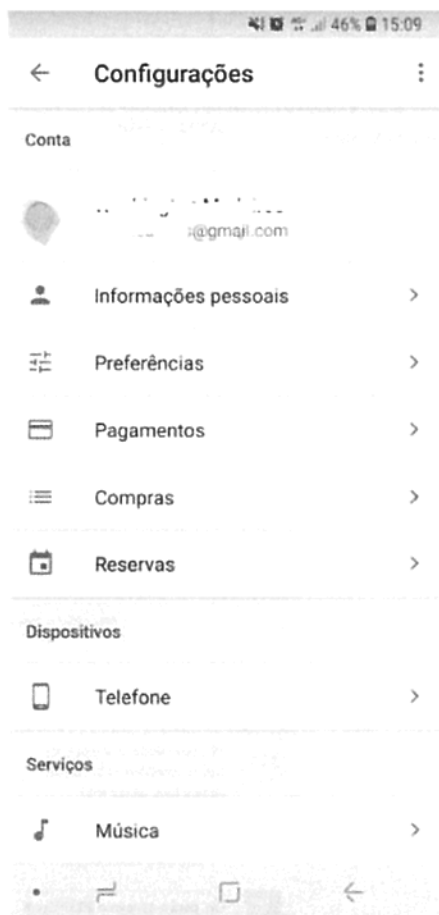 46% 15:09
Configurações
Conta
@gmail.com
Informações pessoais
Preferências
Pagamentos
Compras
Reservas
Dispositivos
Telefone
Serviços
Música